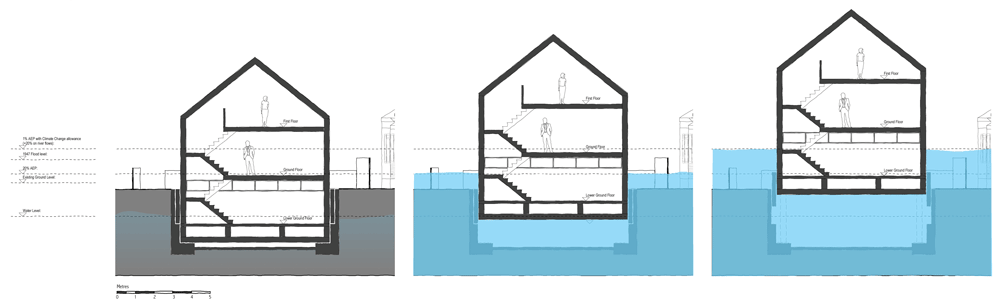 1% AEP with Climate Change allowance
(+20% on river flows)
1947 Flood level
20% AEP
Existing Ground Level
Water Level
First Floor
Ground Floor
Lower Ground Floor
First Floor
Ground Floor
Lower Ground Floor
First Floor
Ground Floor
Lower Ground Floor
Metres
0 1 2 3 4 5